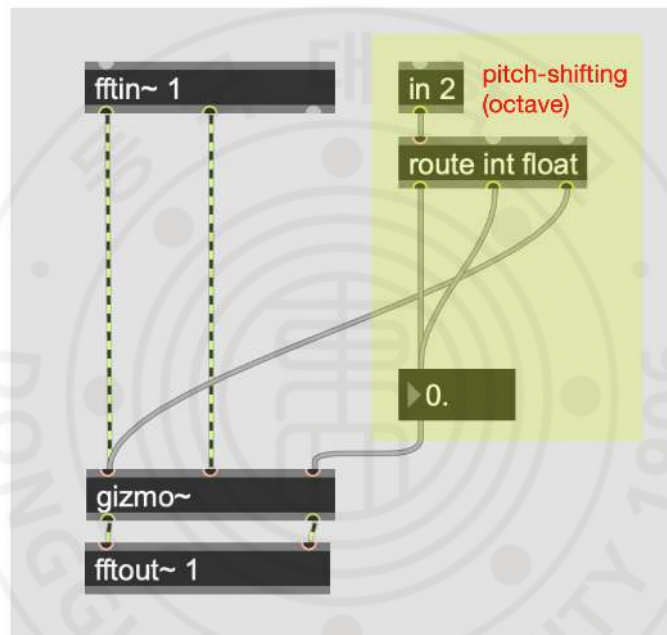 fftin~ 1
in 2
pitch-shifting
(octave)
route int float
0.
gizmo~
fftout~ 1